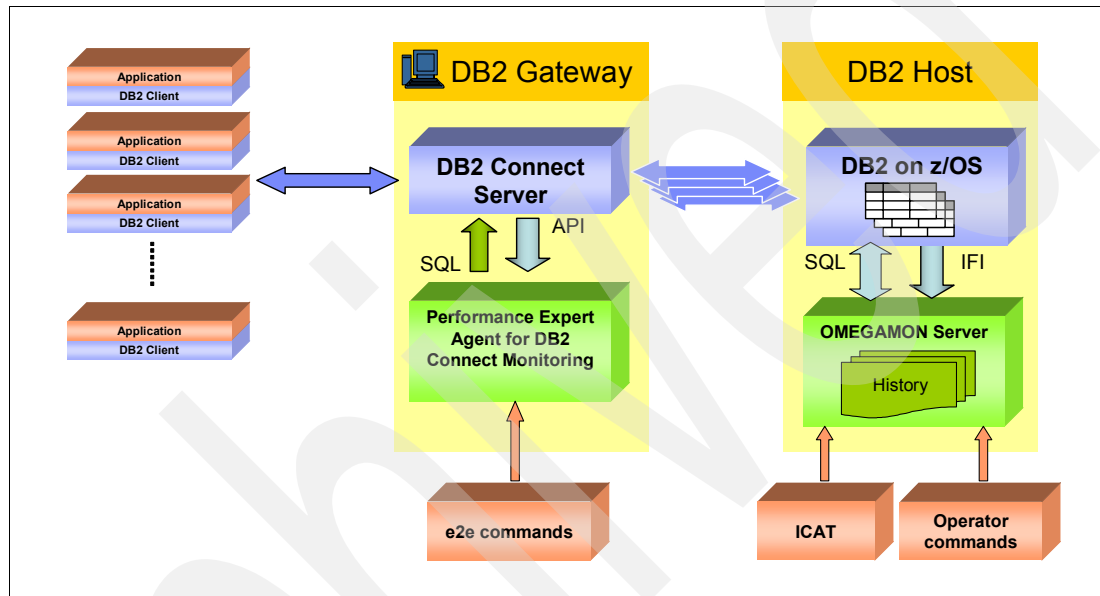 Application
DB2 Client
Application
DB2 Client
Application
DB2 Client
Application
DB2 Client
DB2 Gateway
DB2 Connect
Server
SQL
API
Performance Expert
Agent for DB2
Connect Monitoring
e2e commands
DB2 Host
DB2 on z/OS
SQL
IFI
OMEGAMON Server
History
ICAT
Operator
commands